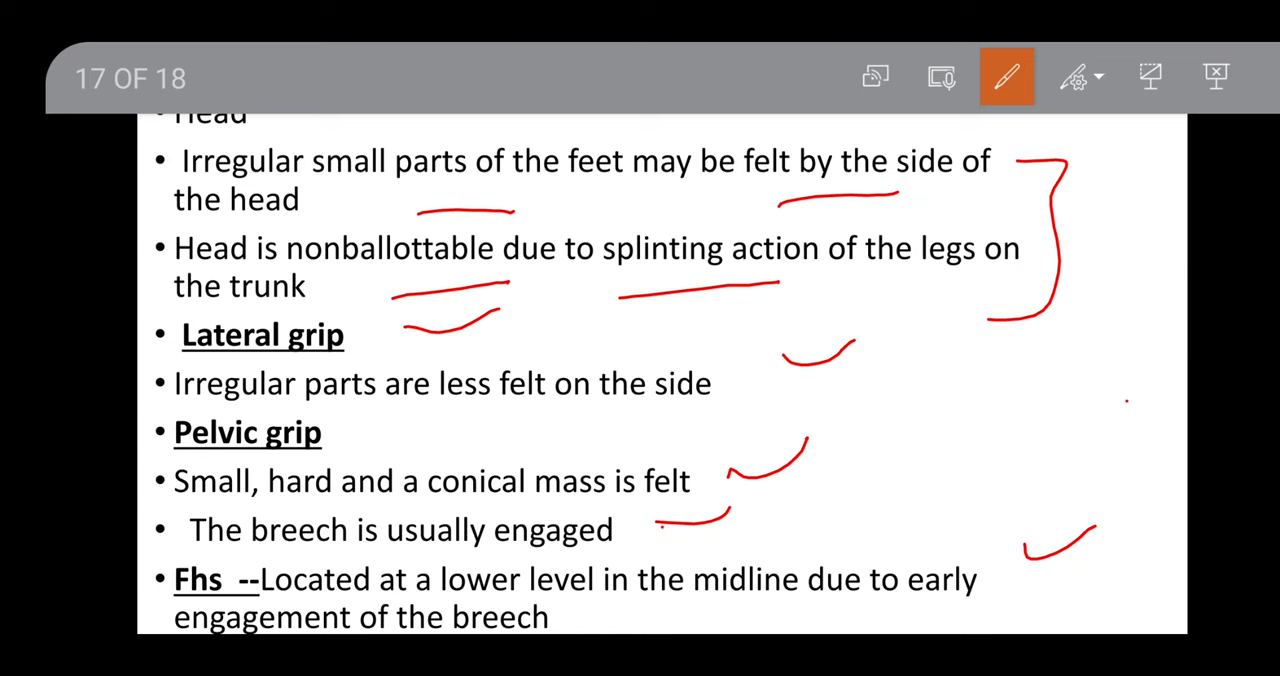 17 OF 18
• Head
• Irregular small parts of the feet may be felt by the side of
the head
• Head is nonballottable due to splinting action of the legs on
the trunk
• Lateral grip
• Irregular parts are less felt on the side
• Pelvic grip
• Small, hard and a conical mass is felt
• The breech is usually engaged
• Fhs --Located at a lower level in the midline due to early
engagement of the breech